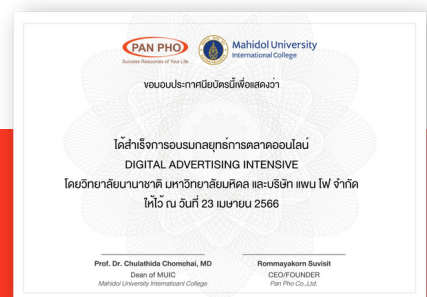 PAN PHO
Success Resources of Your Life
Mahidol University
International College
ขอมอบประกาศนียบัตรนี้เพื่อแสดงว่า
ได้สำเร็จการอบรมกลยุทธ์การตลาดออนไลน์
DIGITAL ADVERTISING INTENSIVE
โดยวิทยาลัยนานาชาติ มหาวิทยาลัยมหิดล และบริษัท แพน โฟ จำกัด
ให้ไว้ ณ วันที่ 23 เมษายน 2566
Prof. Dr. Chulathida Chomchai, MD
Rommayakorn Suvisit
Dean of MUIC
CEO/FOUNDER
Mahidol University Internatioanl College
Pan Pho Co.,Ltd.